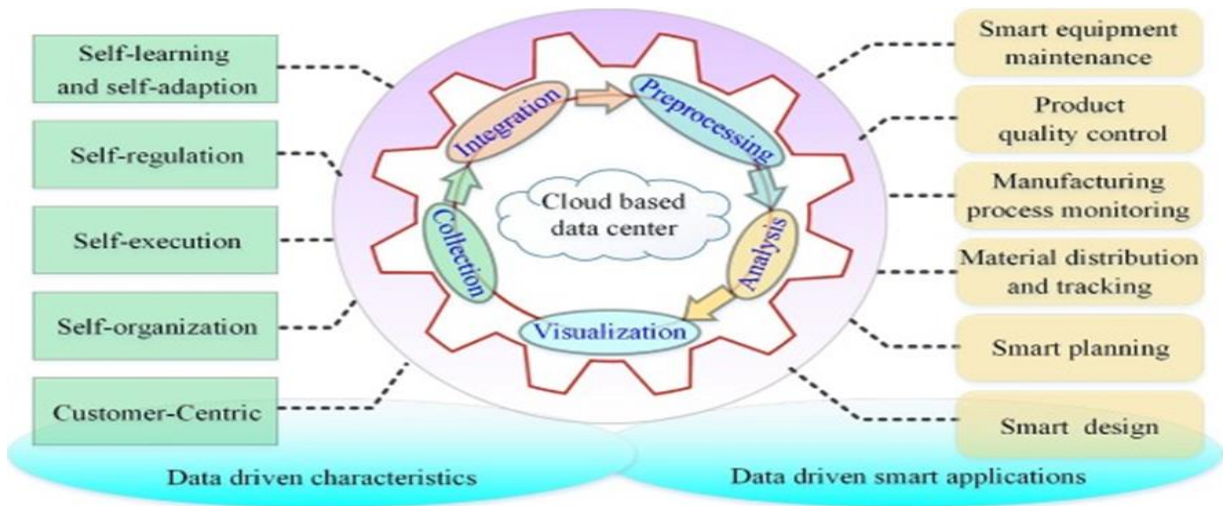 Self-learning
and self-adaption
Self-regulation
Self-execution
Self-organization
Customer-Centric
Data driven characteristics
Integration
Preprocessing
Collection
Cloud based
data center
Analysis
Visualization
Smart equipment
maintenance
Product
quality control
Manufacturing
process monitoring
Material distribution
and tracking
Smart planning
Smart design
Data driven smart applications